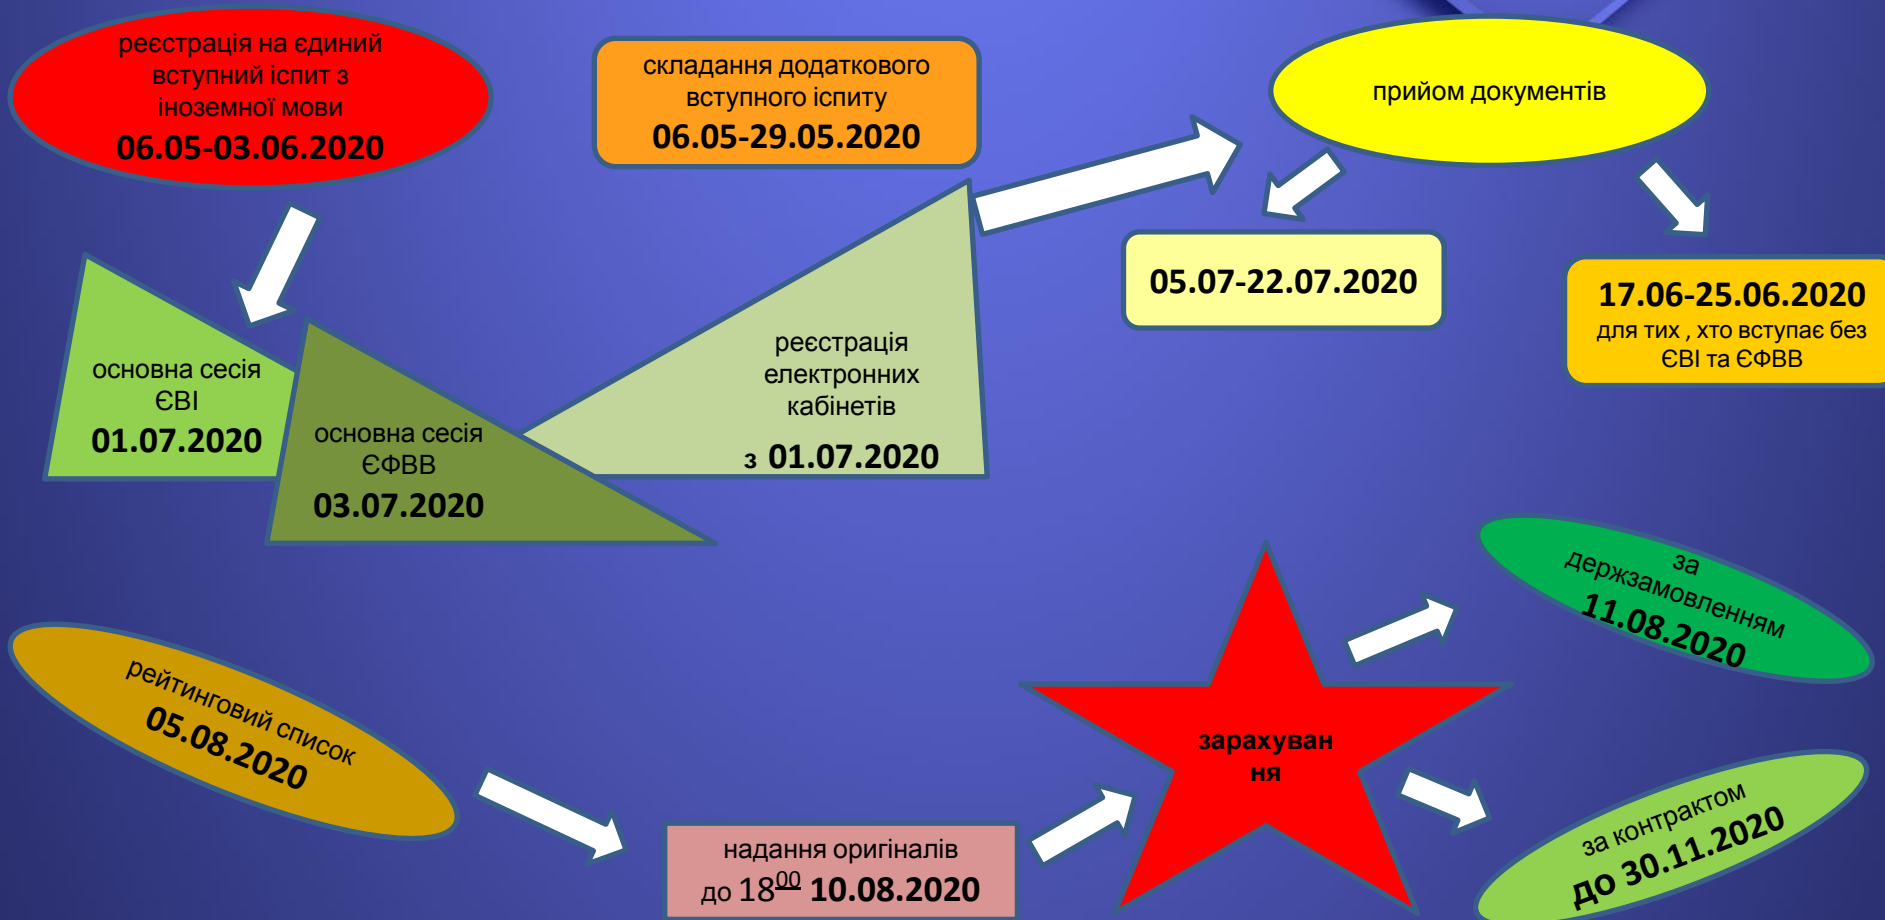 реєстрація на єдиний
вступний іспит з
іноземної мови
06.05-03.06.2020
складання додаткового
вступного іспиту
06.05-29.05.2020
прийом документів
05.07-22.07.2020
17.06-25.06.2020
для тих , хто вступає без
ЄВІ та ЄФВВ
основна сесія
ЄВІ
01.07.2020
основна сесія
ЄФВВ
03.07.2020
реєстрація
електронних
кабінетів
з 01.07.2020
рейтинговий список
05.08.2020
надання оригіналів
до 1800 10.08.2020
зарахуван
ня
за
держзамовленням
11.08.2020
за контрактом
до 30.11.2020